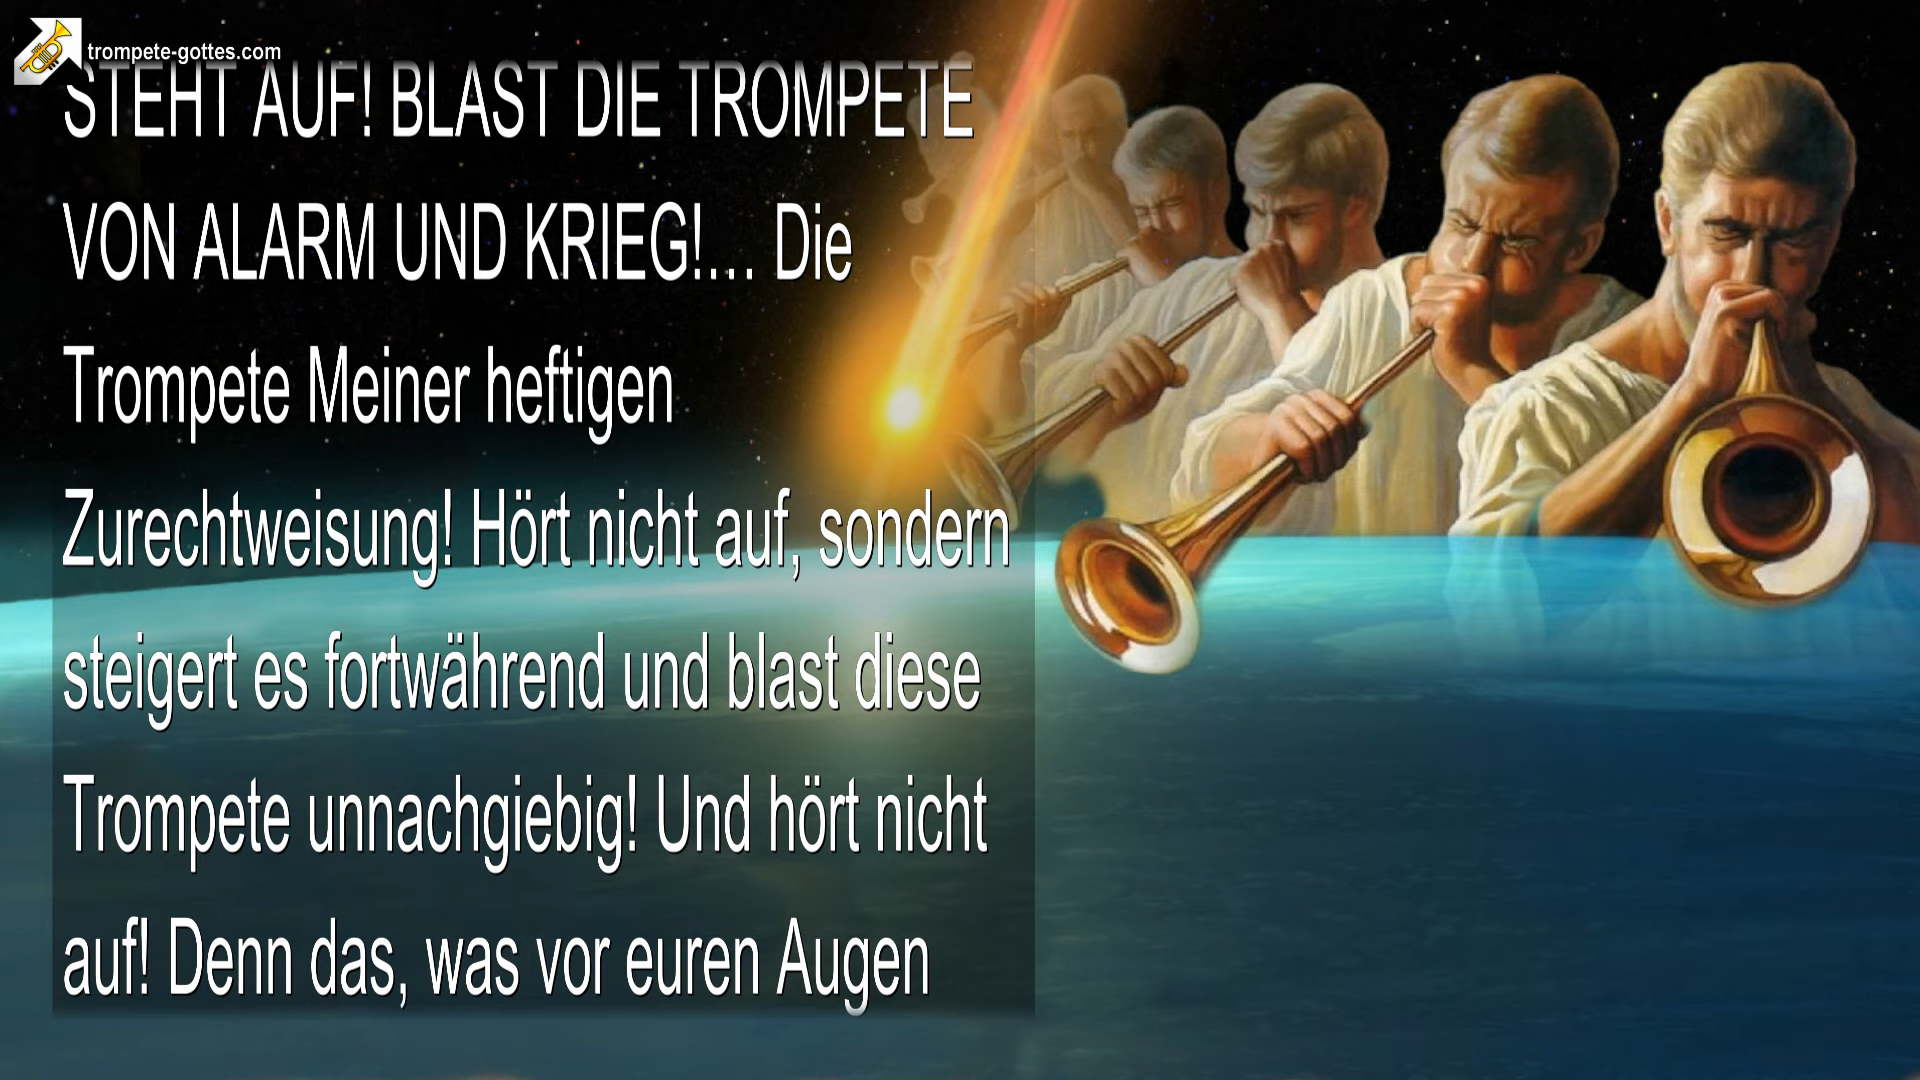 trompete-gottes.com
STEHT AUF! BLAST DIE TROMPETE
VON ALARM UND KRIEG!... Die
Trompete Meiner heftigen
Zurechtweisung! Hört nicht auf, sondern
steigert es fortwährend und blast diese
Trompete unnachgiebig! Und hört nicht
auf! Denn das, was vor euren Augen